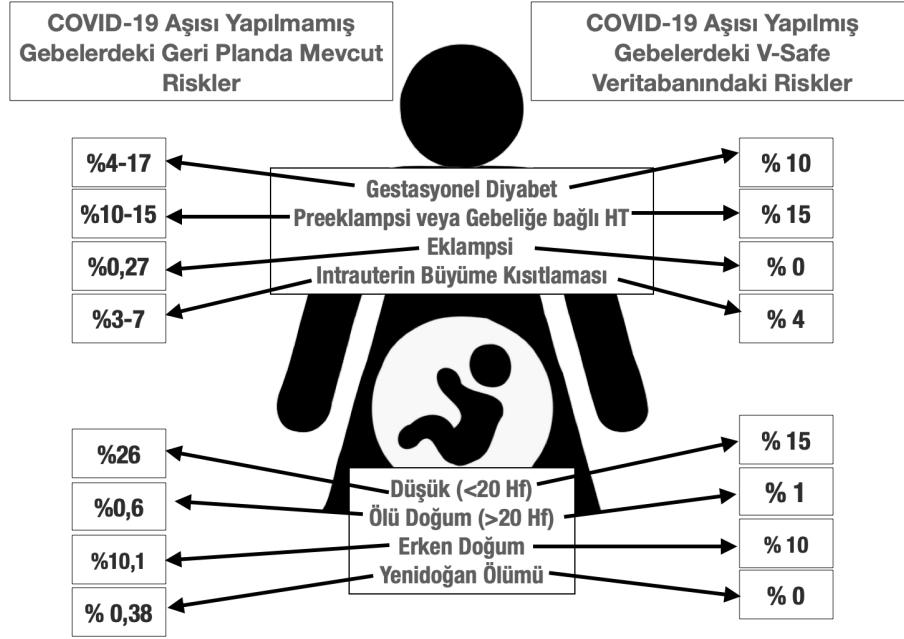 COVID-19 Aşısı Yapılmamış
Gebelerdeki Geri Planda Mevcut
Riskler
COVID-19 Aşısı Yapılmış
Gebelerdeki V-Safe
Veritabanındaki Riskler
%4-17
Gestasyonel Diyabet
% 10
%10-15
Preeklampsi veya Gebeliğe bağlı HT
% 15
%0,27
Eklampsi
% 0
%3-7
Intrauterin Büyüme Kısıtlaması
% 4
%26
Düşük (<20 Hf)
% 15
%0,6
Ölü Doğum (>20 Hf)
% 1
%10,1
Erken Doğum
% 10
% 0,38
Yenidoğan Ölümü
% 0